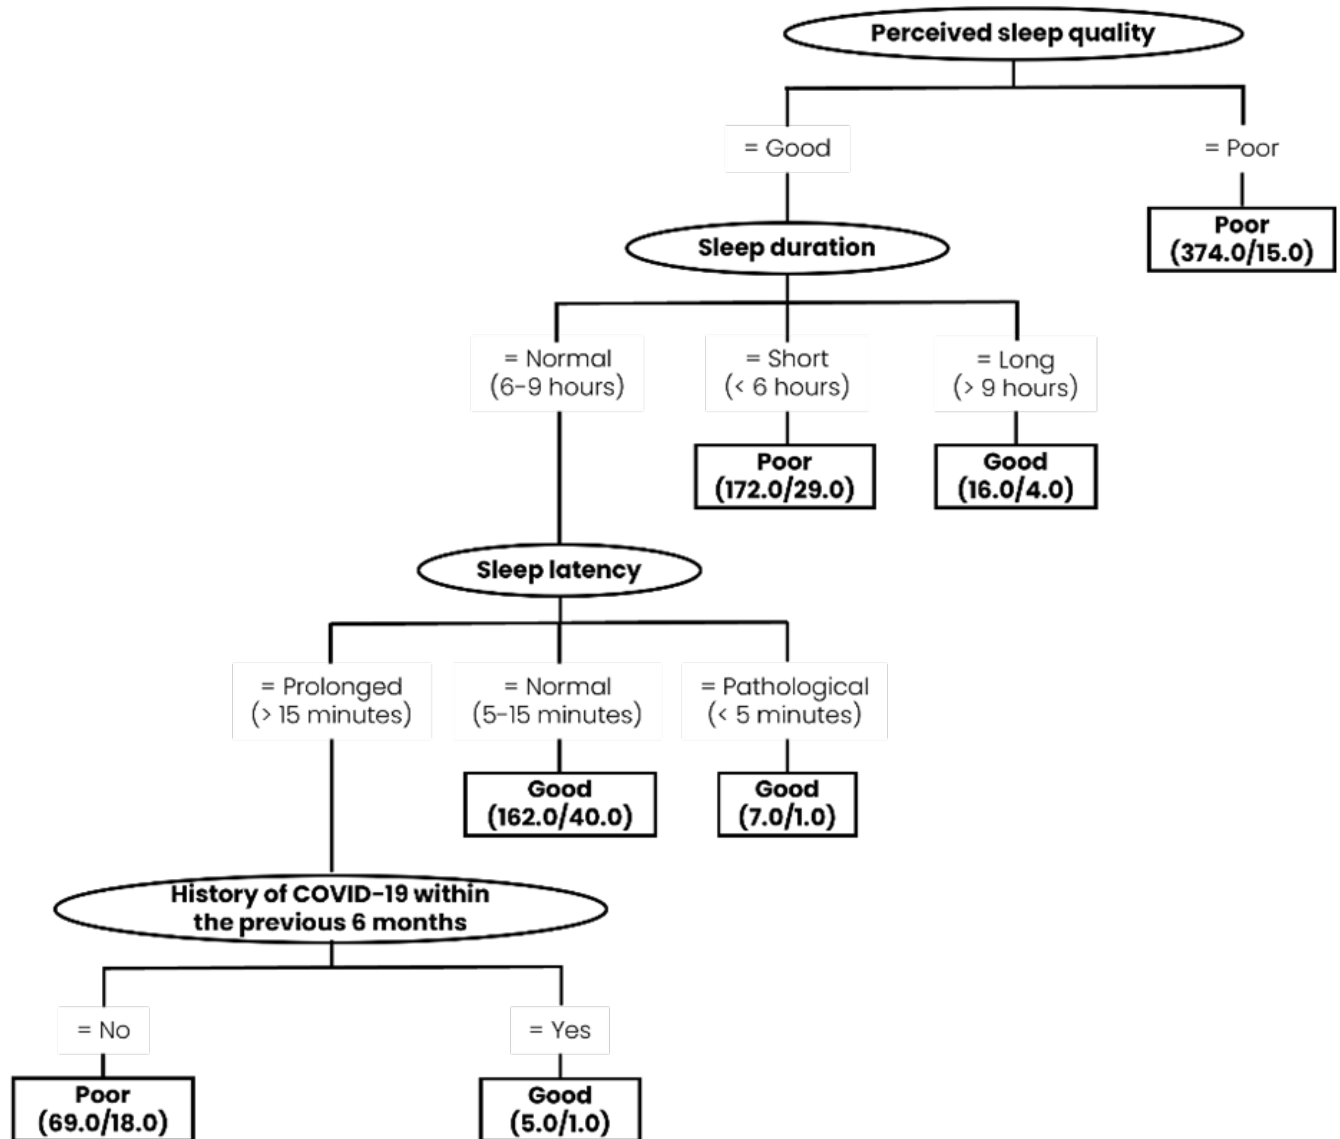 Perceived sleep quality
= Good
= Poor
Poor
(374.0/15.0)
Sleep duration
= Normal
(6-9 hours)
= Short
(< 6 hours)
= Long
(> 9 hours)
Poor
(172.0/29.0)
Good
(16.0/4.0)
Sleep latency
= Prolonged
(> 15 minutes)
= Normal
(5-15 minutes)
= Pathological
(< 5 minutes)
Good
(162.0/40.0)
Good
(7.0/1.0)
History of COVID-19 within
the previous 6 months
= No
= Yes
Poor
(69.0/18.0)
Good
(5.0/1.0)